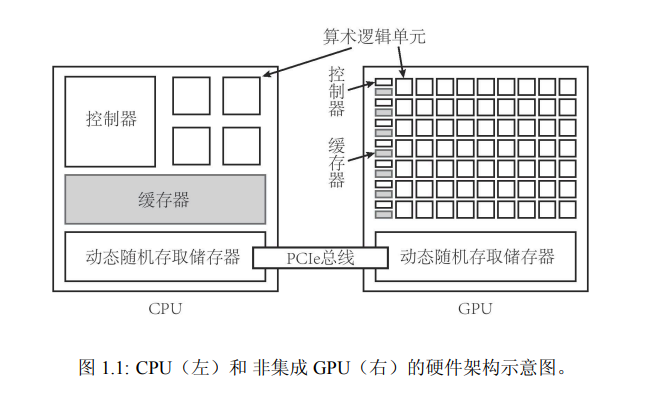 算术逻辑单元
控制器
缓存器
动态随机存取储存器
CPU
PCIe总线
控制器
缓存器
动态随机存取储存器
GPU
图 1.1: CPU（左）和 非集成 GPU（右）的硬件架构示意图。